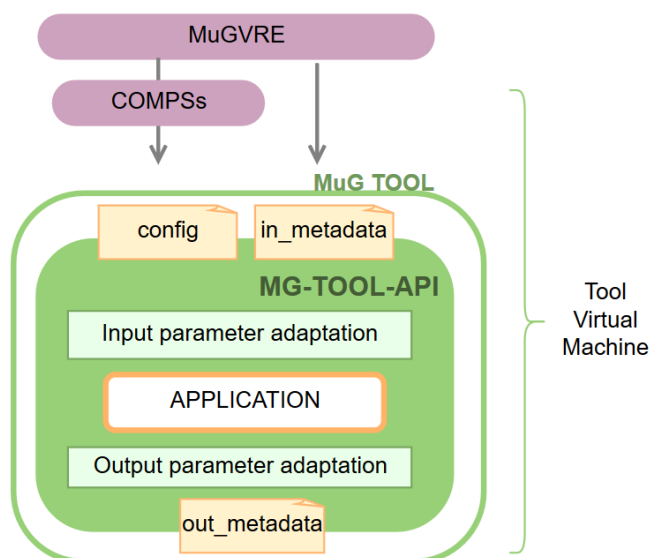 MuGVRE
COMPSs
MuG TOOL
config
in_metadata
MG-TOOL-API
Input parameter adaptation
APPLICATION
Output parameter adaptation
out_metadata
Tool
Virtual
Machine